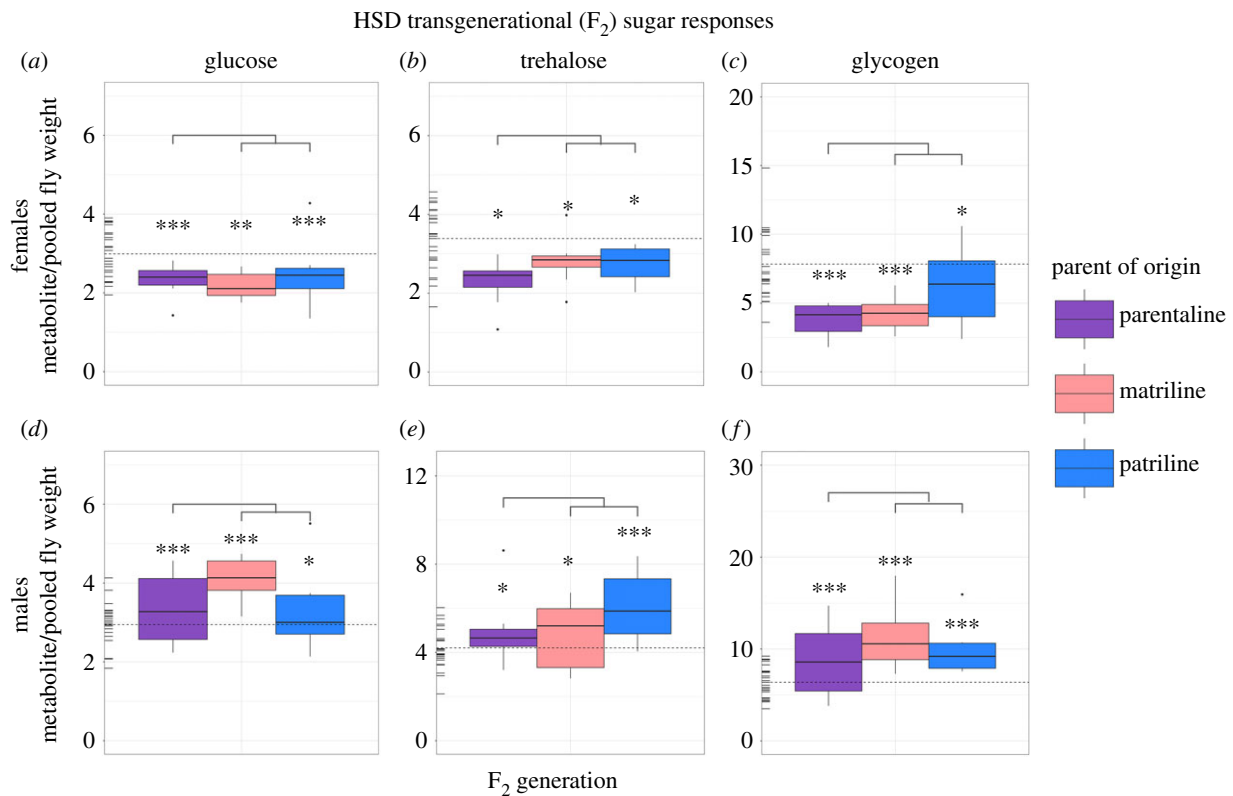 HSD transgenerational (F2) sugar responses
(a) glucose (b) trehalose (c) glycogen
females
metabolite/pooled fly weight
6
4
2
0
*** ** ***
6
4
2
0
* * *
20
15
10
5
0
*** *** *
parent of origin
parentaline
matriline
patriline
(d) (e) (f)
males
metabolite/pooled fly weight
6
4
2
0
*** *** *
12
8
4
0
* * ***
30
20
10
0
*** *** ***
F2 generation